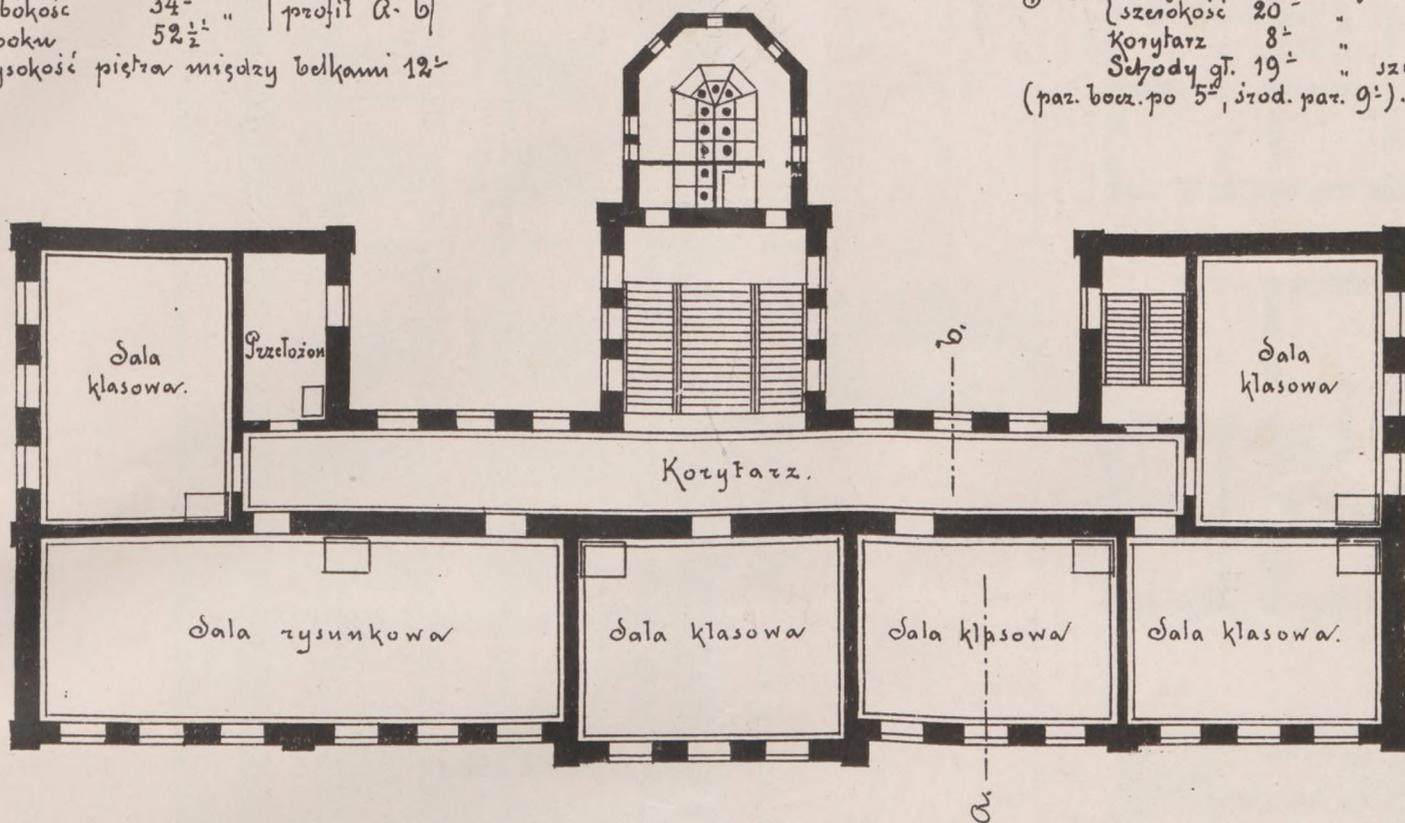 bokość 34' " | profil a-b |
boku 52½' "
ysokość piętra między belkami 12'
szerokość 20' "
Korytarz 8' "
Schody gł. 19' "
(par. bocz. po 5', środ. par. 9').
Sala
klasowa.
Przełożon
b.
Sala
klasowa
Korytarz.
Sala rysunkowa
Sala klasowa
Sala klasowa
Sala klasowa.
a.